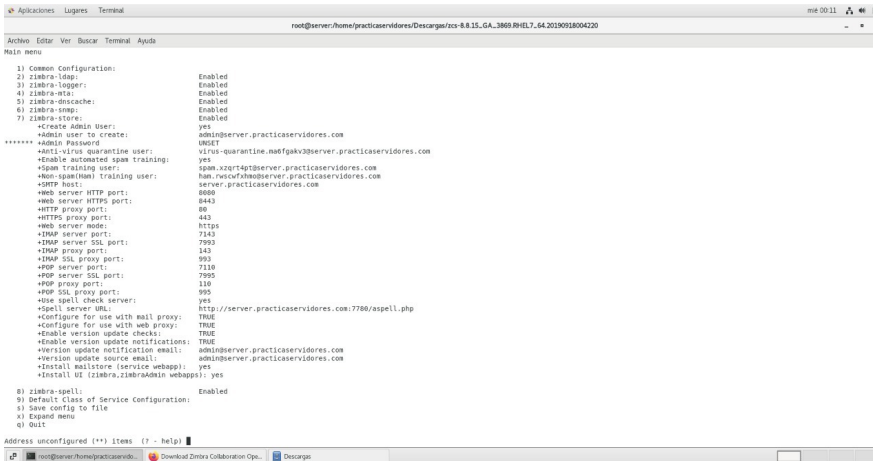 Aplicaciones Lugares Terminal mié 00:11
root@server:/home/practicaservidores/Descargas/zcs-8.8.15_GA_3869.RHEL7_64.20190918004220
Archivo Editar Ver Buscar Terminal Ayuda
Main menu
1) Common Configuration:
2) zimbra-ldap: Enabled
3) zimbra-logger: Enabled
4) zimbra-mta: Enabled
5) zimbra-dnscache: Enabled
6) zimbra-snmp: Enabled
7) zimbra-store: Enabled
+Create Admin User: yes
+Admin user to create: admin@server.practicaservidores.com
******* +Admin Password UNSET
+Anti-virus quarantine user: virus-quarantine.ma6fgakv3@server.practicaservidores.com
+Enable automated spam training: yes
+Spam training user: spam.xzqrt4pt@server.practicaservidores.com
+Non-spam(Ham) training user: ham.rwscwfxhmo@server.practicaservidores.com
+SMTP host: server.practicaservidores.com
+Web server HTTP port: 8080
+Web server HTTPS port: 8443
+HTTP proxy port: 80
+HTTPS proxy port: 443
+Web server mode: https
+IMAP server port: 7143
+IMAP server SSL port: 7993
+IMAP proxy port: 143
+IMAP SSL proxy port: 993
+POP server port: 7110
+POP server SSL port: 7995
+POP proxy port: 110
+POP SSL proxy port: 995
+Use spell check server: yes
+Spell server URL: http://server.practicaservidores.com:7780/aspell.php
+Configure for use with mail proxy: TRUE
+Configure for use with web proxy: TRUE
+Enable version update checks: TRUE
+Enable version update notifications: TRUE
+Version update notification email: admin@server.practicaservidores.com
+Version update source email: admin@server.practicaservidores.com
+Install mailstore (service webapp): yes
+Install UI (zimbra,zimbraAdmin webapps): yes
8) zimbra-spell: Enabled
9) Default Class of Service Configuration:
s) Save config to file
x) Expand menu
q) Quit
Address unconfigured (**) items (? - help)
root@server:/home/practicaservido... Download Zimbra Collaboration Ope... Descargas